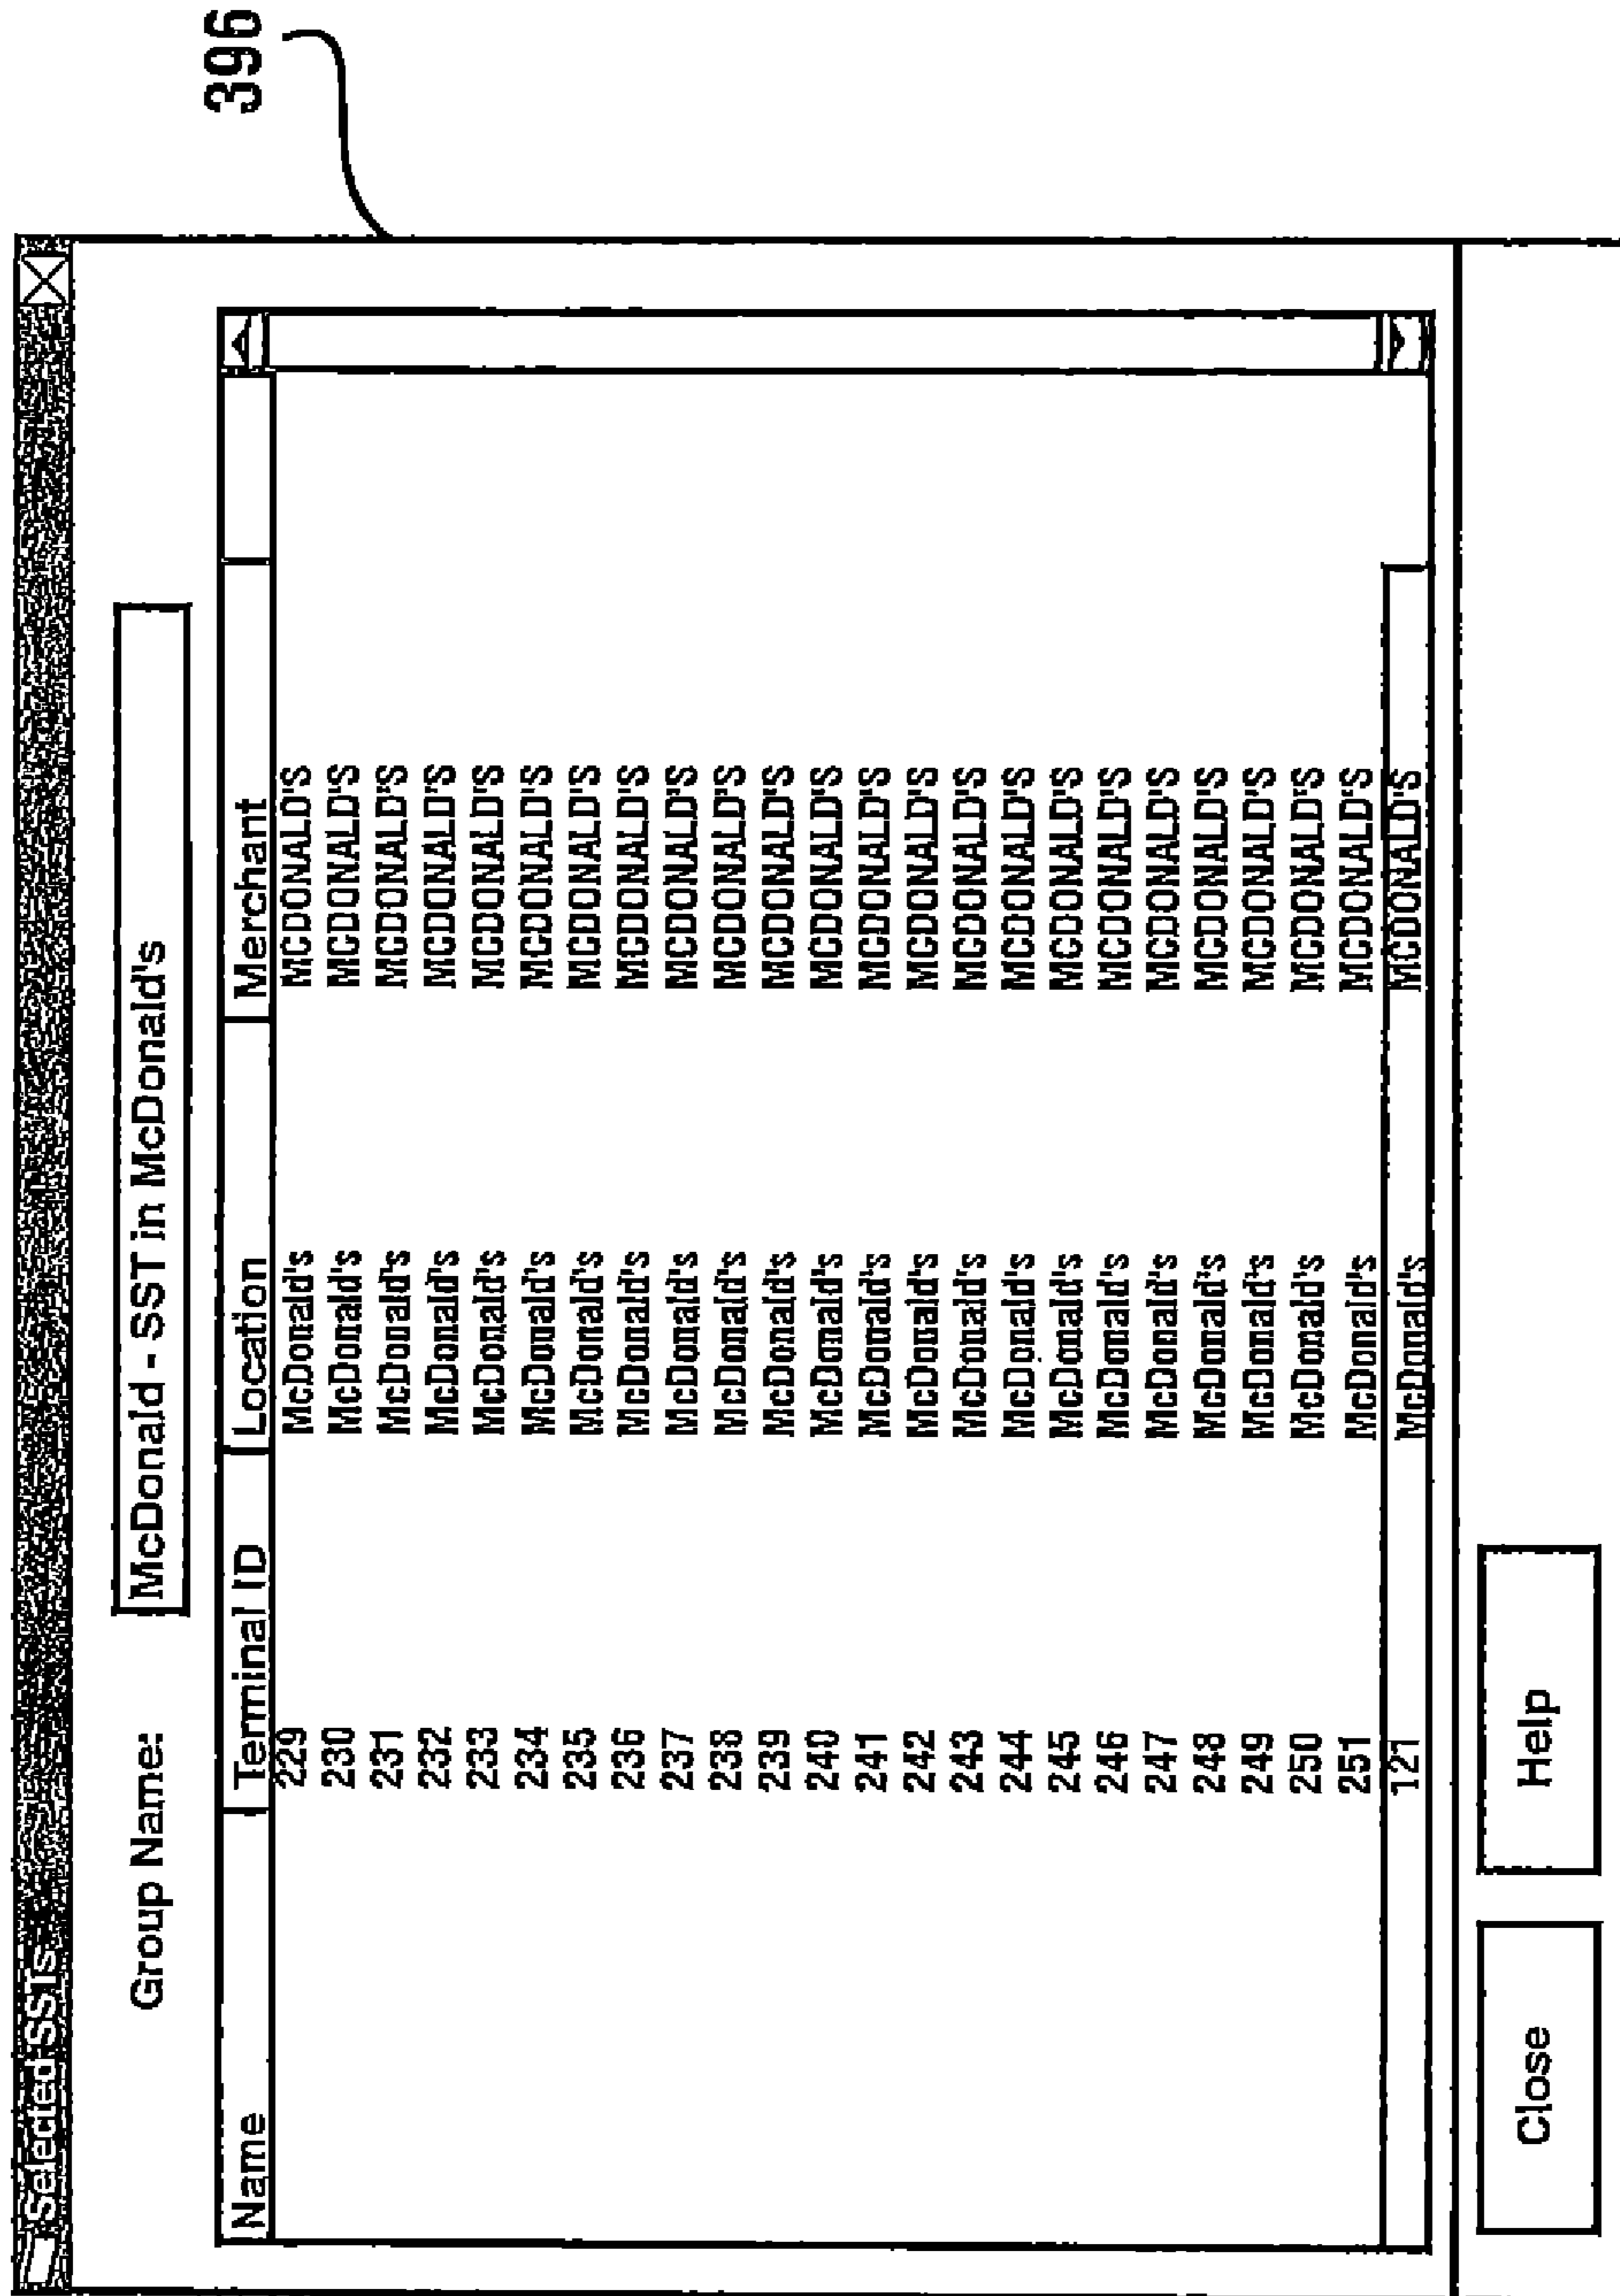 396
Selected SSTs
Group Name: McDonald - SST in McDonald's
Name Terminal ID Location Merchant
229 McDonald's MCDONALD'S
230 McDonald's MCDONALD'S
231 McDonald's MCDONALD'S
232 McDonald's MCDONALD'S
233 McDonald's MCDONALD'S
234 McDonald's MCDONALD'S
235 McDonald's MCDONALD'S
236 McDonald's MCDONALD'S
237 McDonald's MCDONALD'S
238 McDonald's MCDONALD'S
239 McDonald's MCDONALD'S
240 McDonald's MCDONALD'S
241 McDonald's MCDONALD'S
242 McDonald's MCDONALD'S
243 McDonald's MCDONALD'S
244 McDonald's MCDONALD'S
245 McDonald's MCDONALD'S
246 McDonald's MCDONALD'S
247 McDonald's MCDONALD'S
248 McDonald's MCDONALD'S
249 McDonald's MCDONALD'S
250 McDonald's MCDONALD'S
251 McDonald's MCDONALD'S
121 McDonald's MCDONALD'S
Close Help